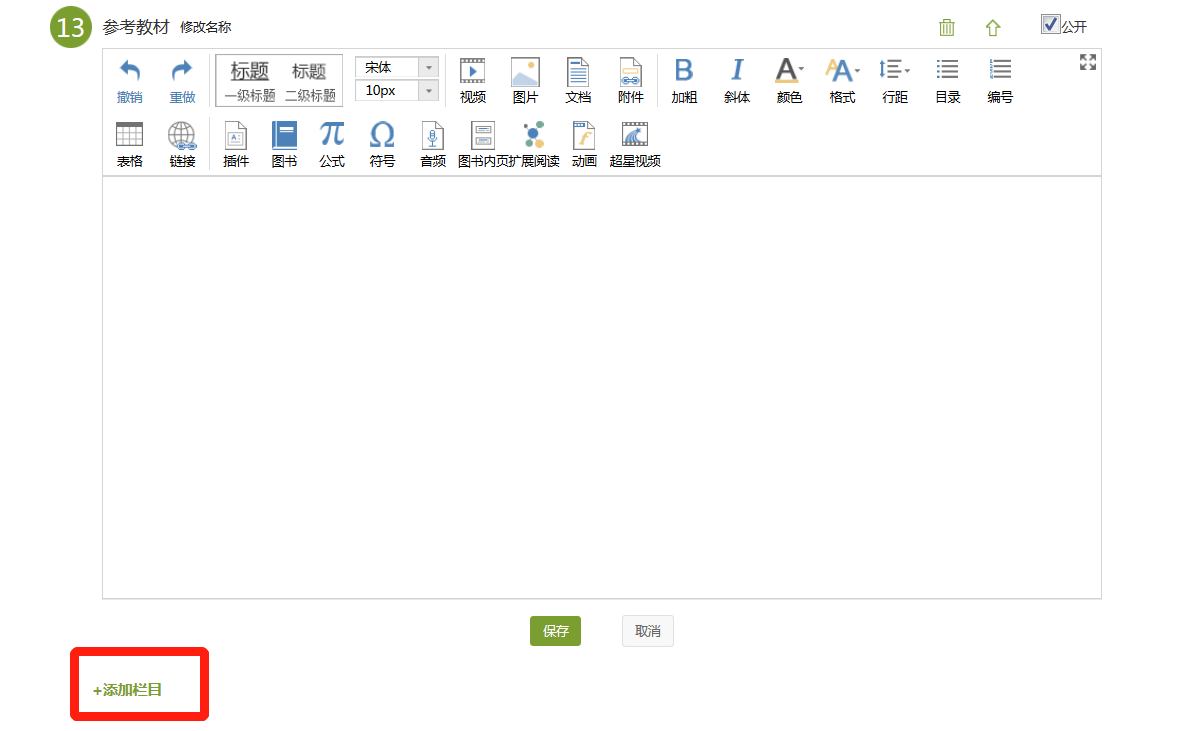 13 参考教材 修改名称 公开
标题 标题 宋体
一级标题 二级标题 10px
撤销 重做 视频 图片 文档 附件 加粗 斜体 颜色 格式 行距 目录 编号
表格 链接 插件 图书 公式 符号 音频 图书内页 扩展阅读 动画 超星视频
保存 取消
+添加栏目